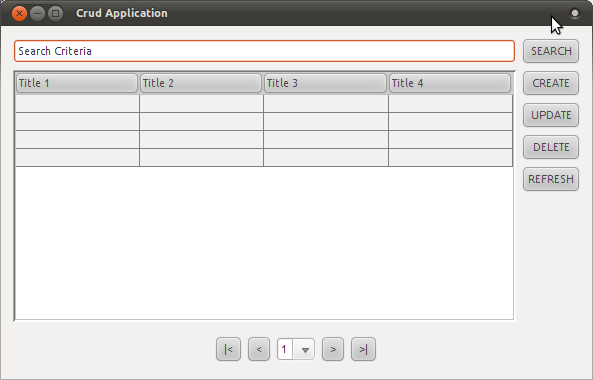 Crud Application
Search Criteria
SEARCH
Title 1 Title 2 Title 3 Title 4
CREATE
UPDATE
DELETE
REFRESH
|< < 1 > >|